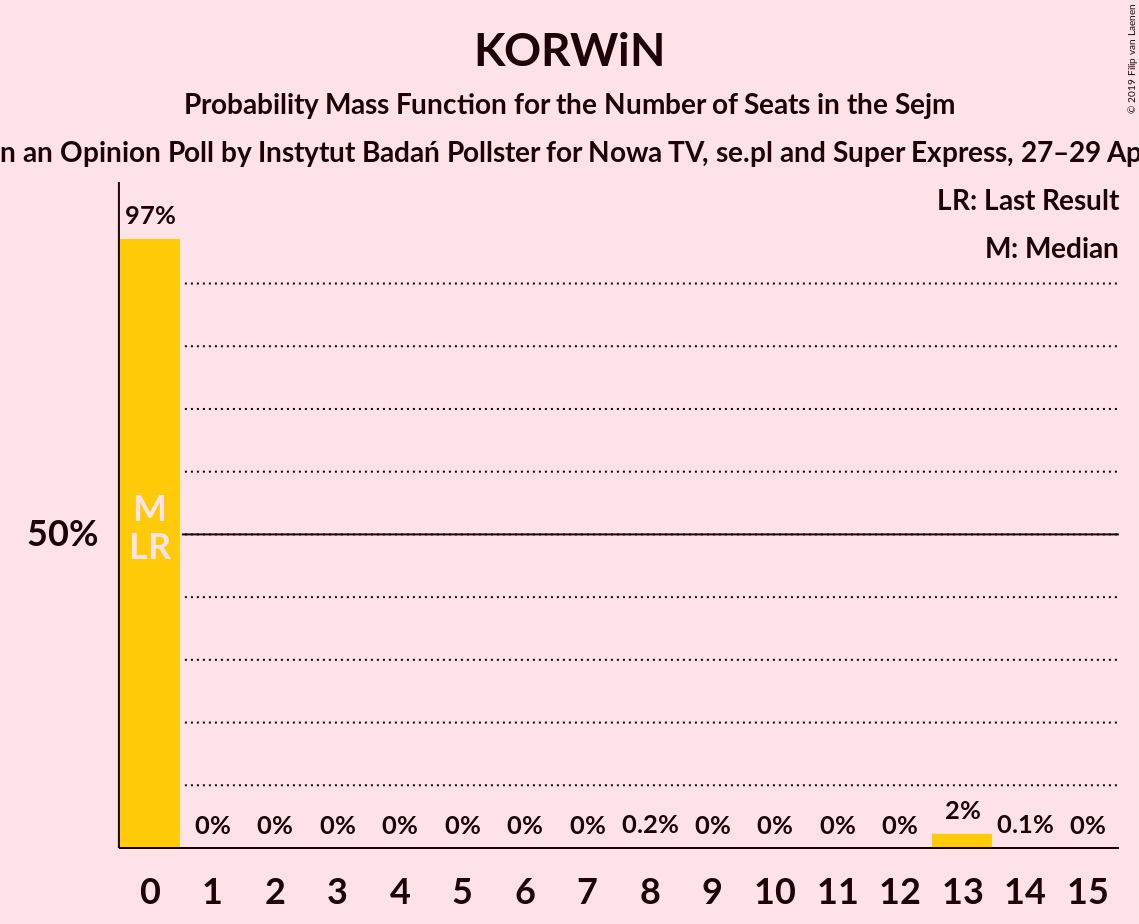 KORWiN
Probability Mass Function for the Number of Seats in the Sejm
n an Opinion Poll by Instytut Badań Pollster for Nowa TV, se.pl and Super Express, 27–29 Ap
© 2019 Filip van Laenen
LR: Last Result
M: Median
97%
50%
M
LR
0% 0% 0% 0% 0% 0% 0% 0.2% 0% 0% 0% 0% 2% 0.1% 0%
0 1 2 3 4 5 6 7 8 9 10 11 12 13 14 15